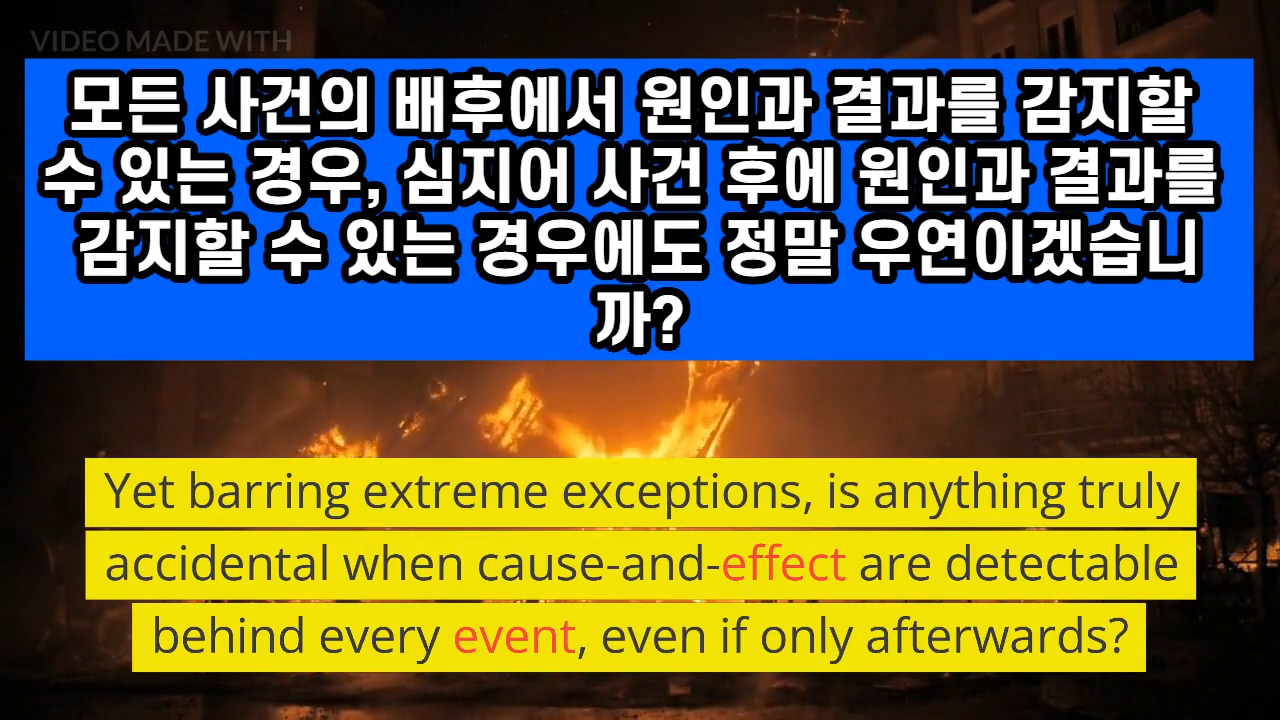 VIDEO MADE WITH
모든 사건의 배후에서 원인과 결과를 감지할
수 있는 경우, 심지어 사건 후에 원인과 결과를
감지할 수 있는 경우에도 정말 우연이겠습니
까?
Yet barring extreme exceptions, is anything truly
accidental when cause-and-effect are detectable
behind every event, even if only afterwards?